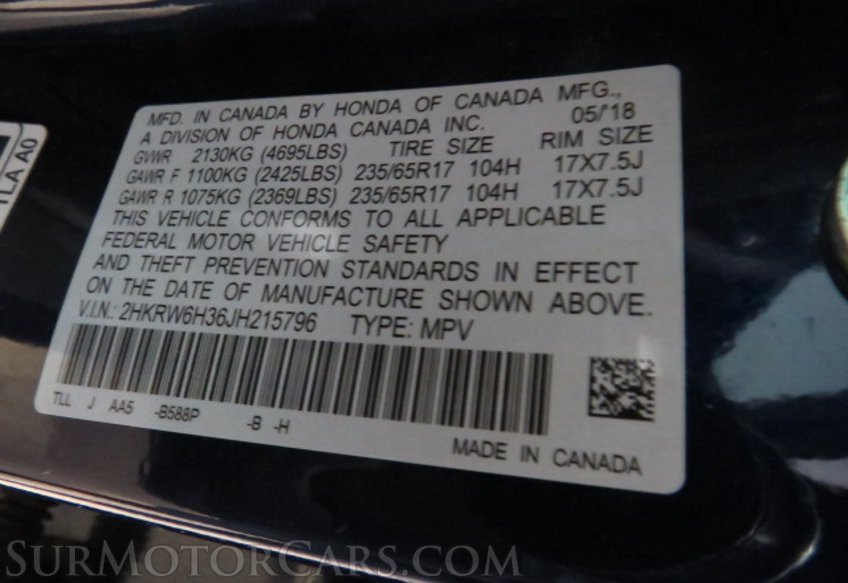 TLA A0
MFD. IN CANADA BY HONDA OF CANADA MFG.,
A DIVISION OF HONDA CANADA INC. 05/'18
GVWR 2130KG (4695LBS) TIRE SIZE RIM SIZE
GAWR F 1100KG (2425LBS) 235/65R17 104H 17X7.5J
GAWR R 1075KG (2369LBS) 235/65R17 104H 17X7.5J
THIS VEHICLE CONFORMS TO ALL APPLICABLE
FEDERAL MOTOR VEHICLE SAFETY
AND THEFT PREVENTION STANDARDS IN EFFECT
ON THE DATE OF MANUFACTURE SHOWN ABOVE.
V.I.N.: 2HKRW6H36JH215796 TYPE: MPV
TLL J AA5 -B588P -B -H
MADE IN CANADA
SURMOTORCARS.COM